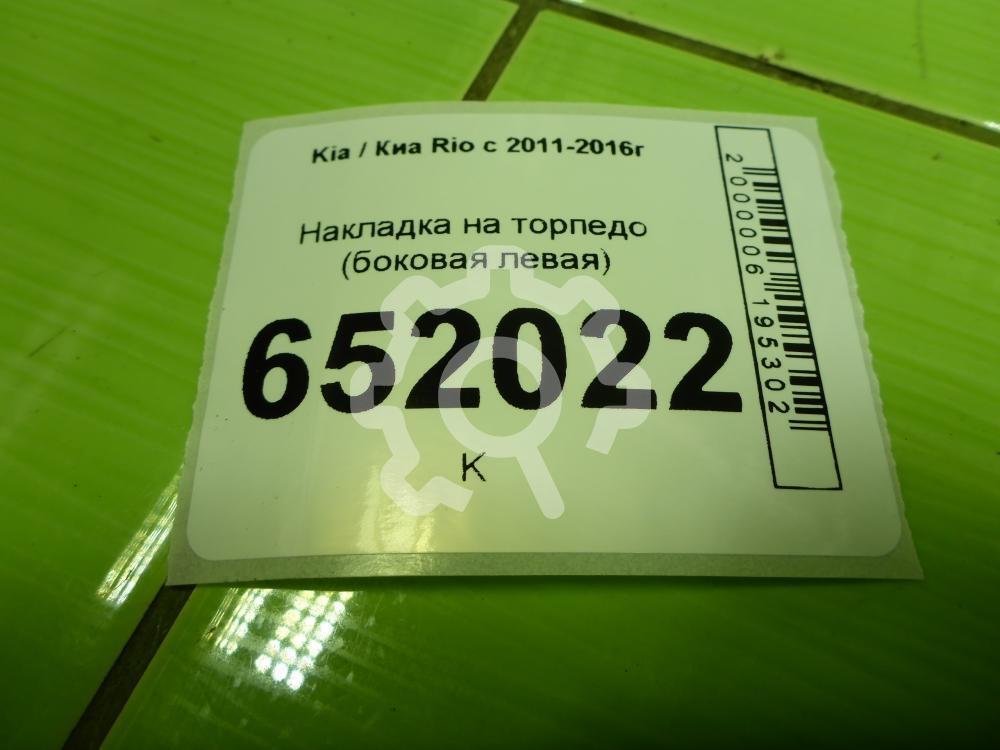 Kia / Киа Rio с 2011-2016г
Накладка на торпедо
(боковая левая)
652022
К
2000006195302